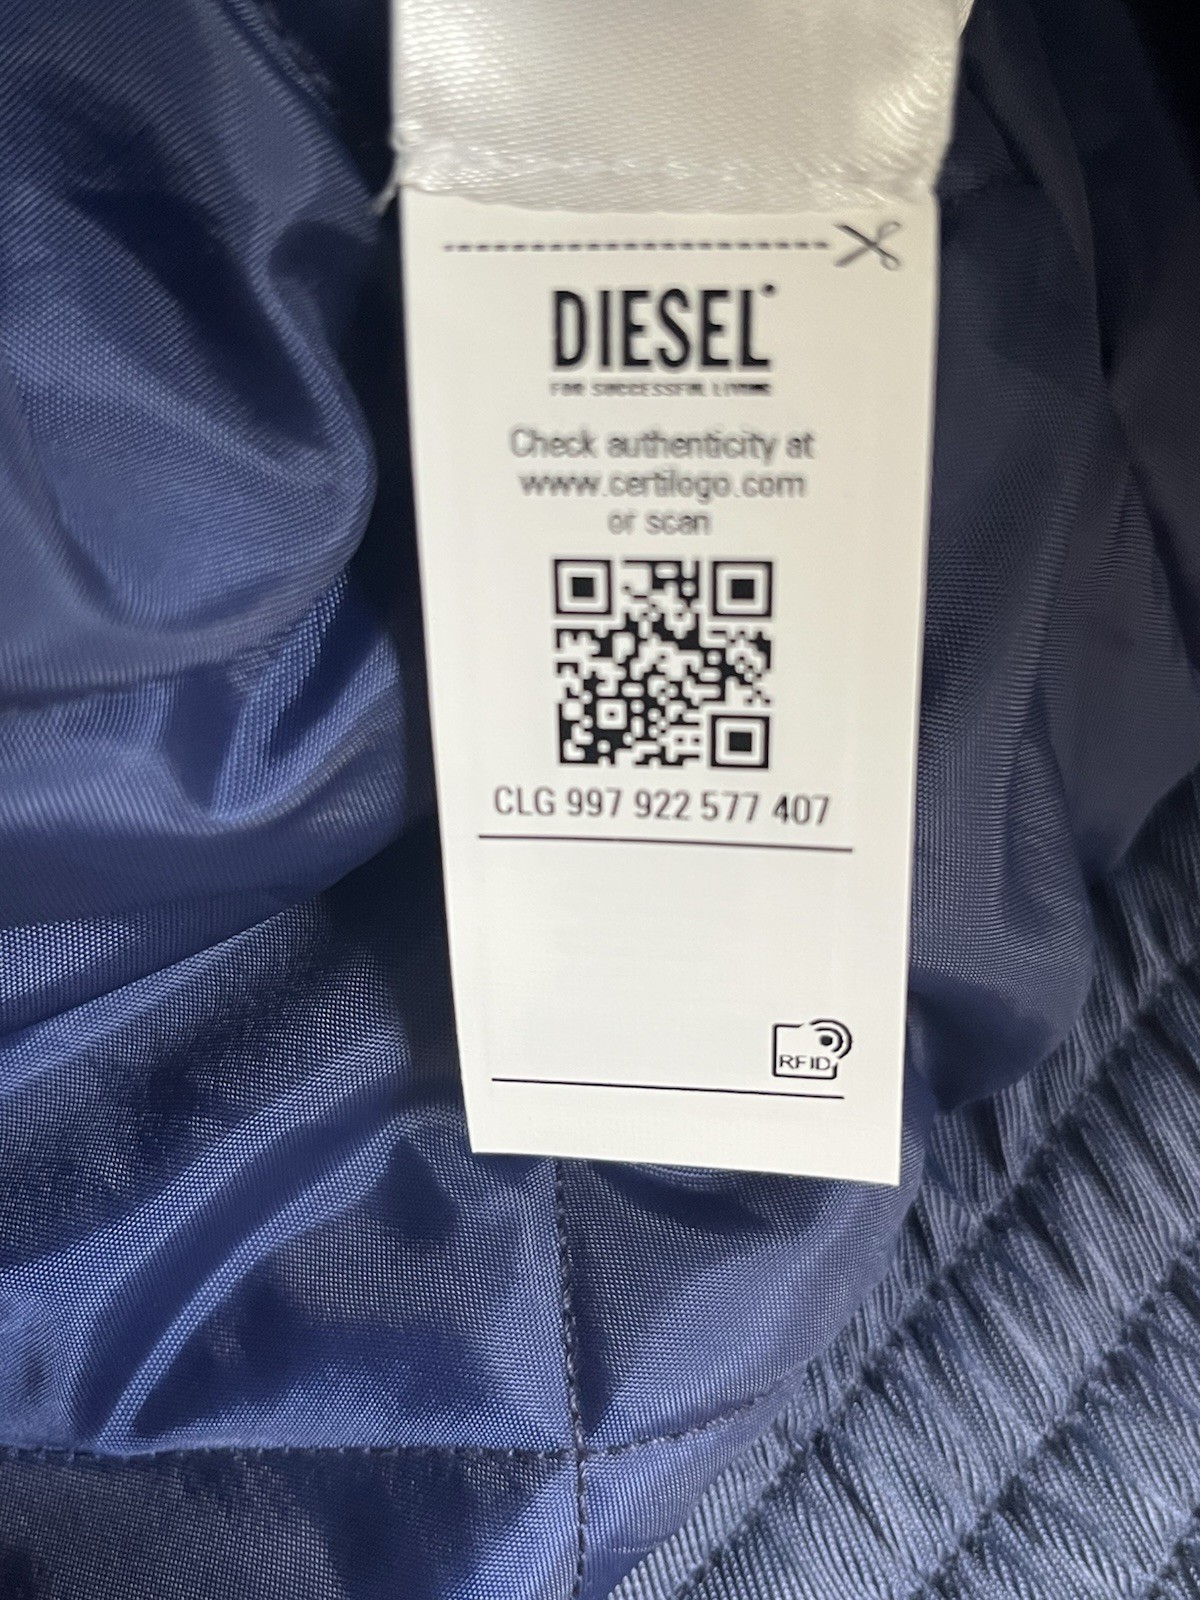 DIESEL
FOR SUCCESSFUL LIVING
Check authenticity at
www.certilogo.com
or scan
CLG 997 922 577 407
RFID